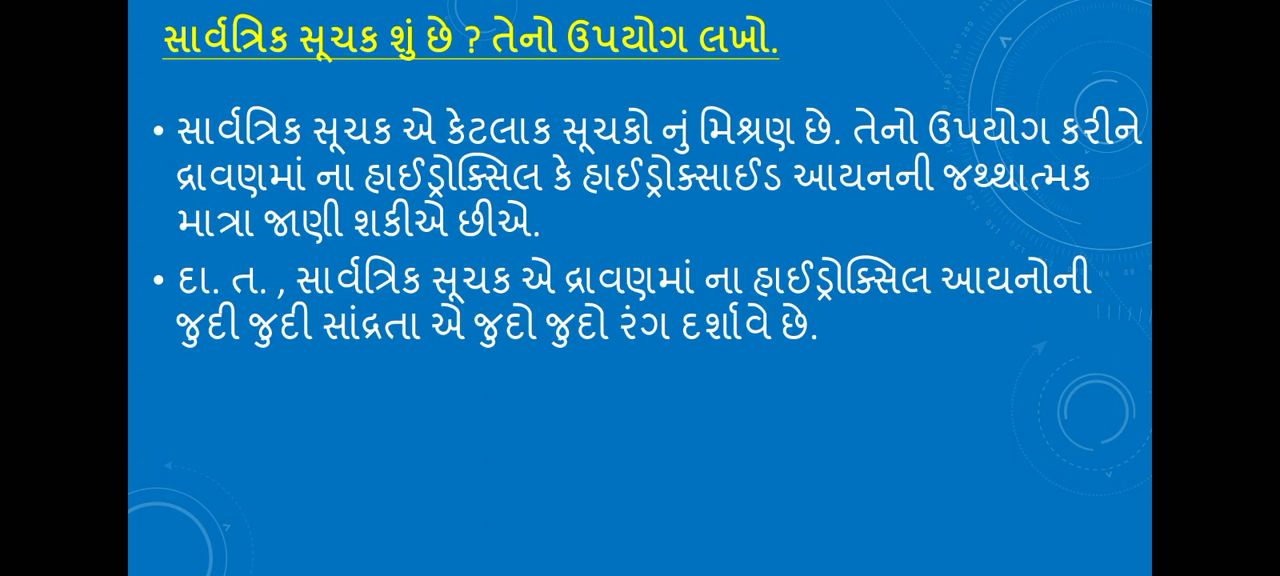 સાર્વત્રિક સૂચક શું છે ? તેનો ઉપયોગ લખો.
• સાર્વત્રિક સૂચક એ કેટલાક સૂચકો નું મિશ્રણ છે. તેનો ઉપયોગ કરીને
દ્રાવણમાં ના હાઈડ્રોક્સિલ કે હાઈડ્રોક્સાઈડ આયનની જથ્થાત્મક
માત્રા જાણી શકીએ છીએ.
• દા. ત. , સાર્વત્રિક સૂચક એ દ્રાવણમાં ના હાઈડ્રોક્સિલ આયનોની
જુદી જુદી સાંદ્રતા એ જુદો જુદો રંગ દર્શાવે છે.